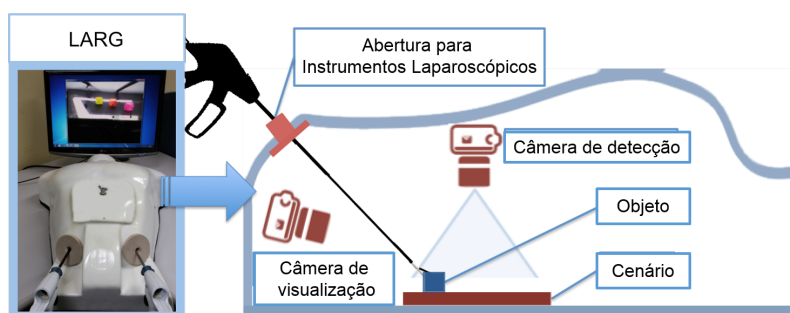 LARG
Abertura para
Instrumentos Laparoscópicos
Câmera de detecção
Objeto
Câmera de
visualização
Cenário